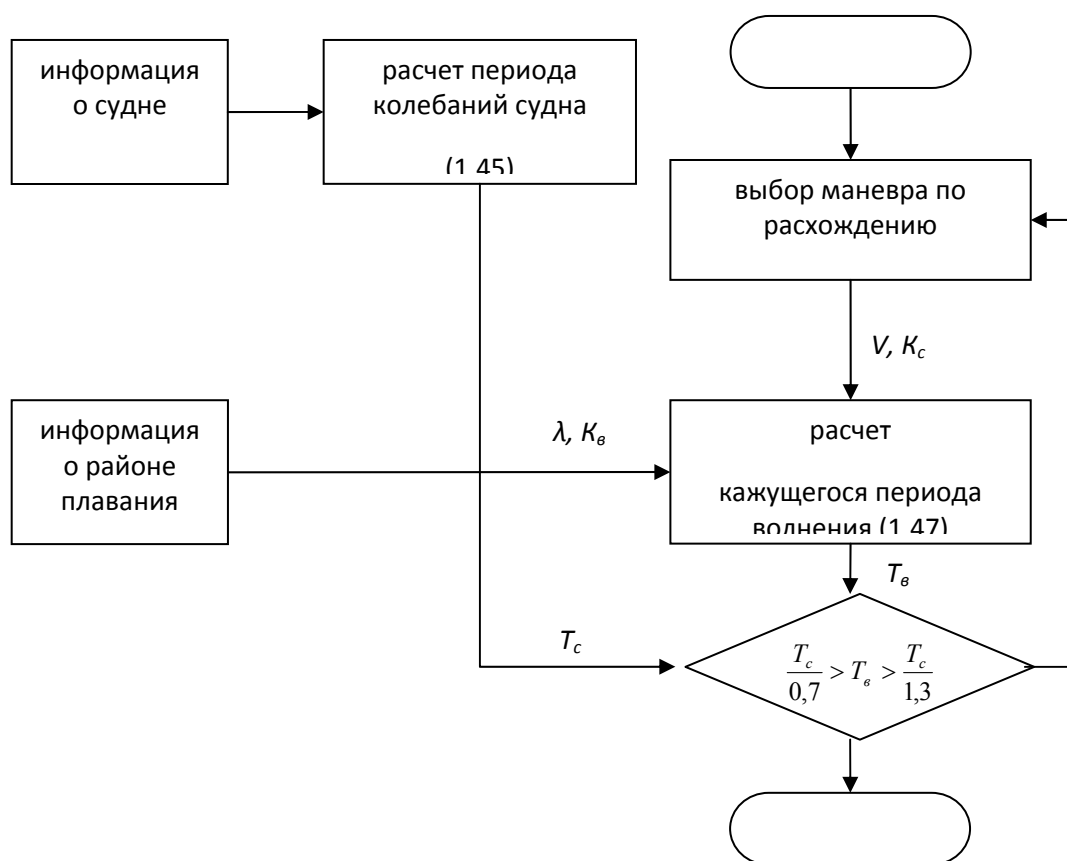 информация
о судне
расчет периода
колебаний судна
(1.45)
выбор маневра по
расхождению
V, Kс
информация
о районе
плавания
λ, Kв
расчет
кажущегося периода
волнения (1.47)
Tв
Tс
Tс/0,7 > Tв > Tс/1,3